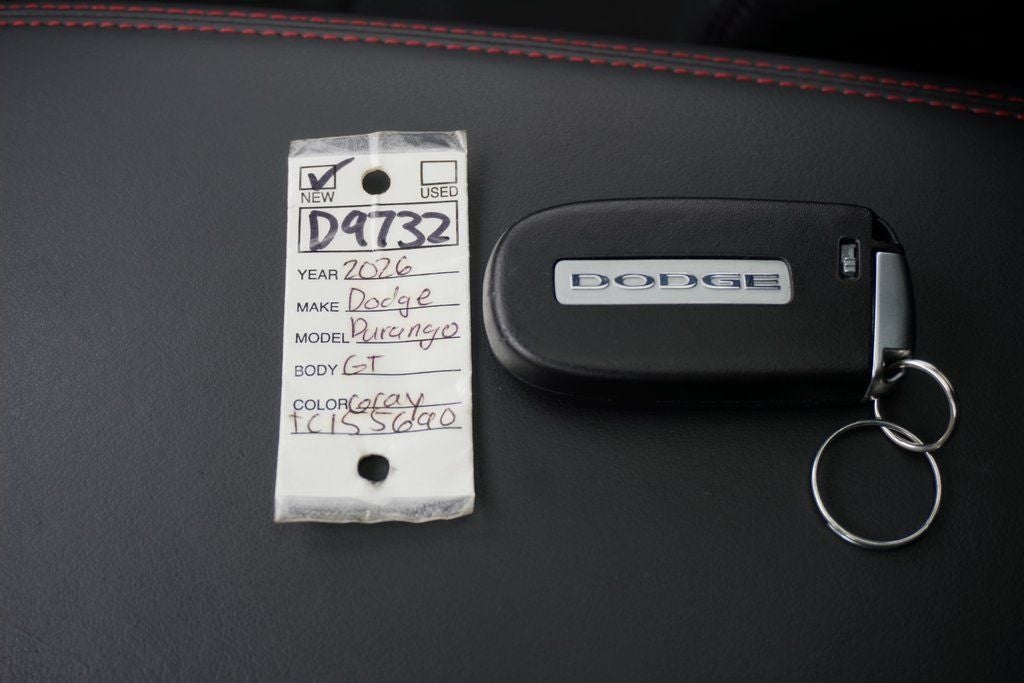 NEW USED
D9732
YEAR 2026
MAKE Dodge
MODEL Durango
BODY GT
COLOR Gray
TC155690
DODGE